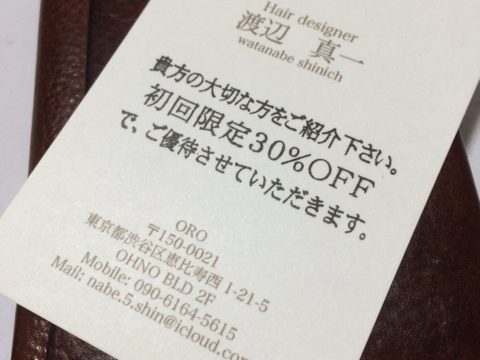 Hair designer
渡辺 真一
watanabe shinich
貴方の大切な方をご紹介下さい。
初回限定30%OFF
で、ご優待させていただきます。
ORO
〒150-0021
東京都渋谷区恵比寿西 1-21-5
OHNO BLD 2F
Mobile: 090-6164-5615
Mail: nabe.5.shin@icloud.com